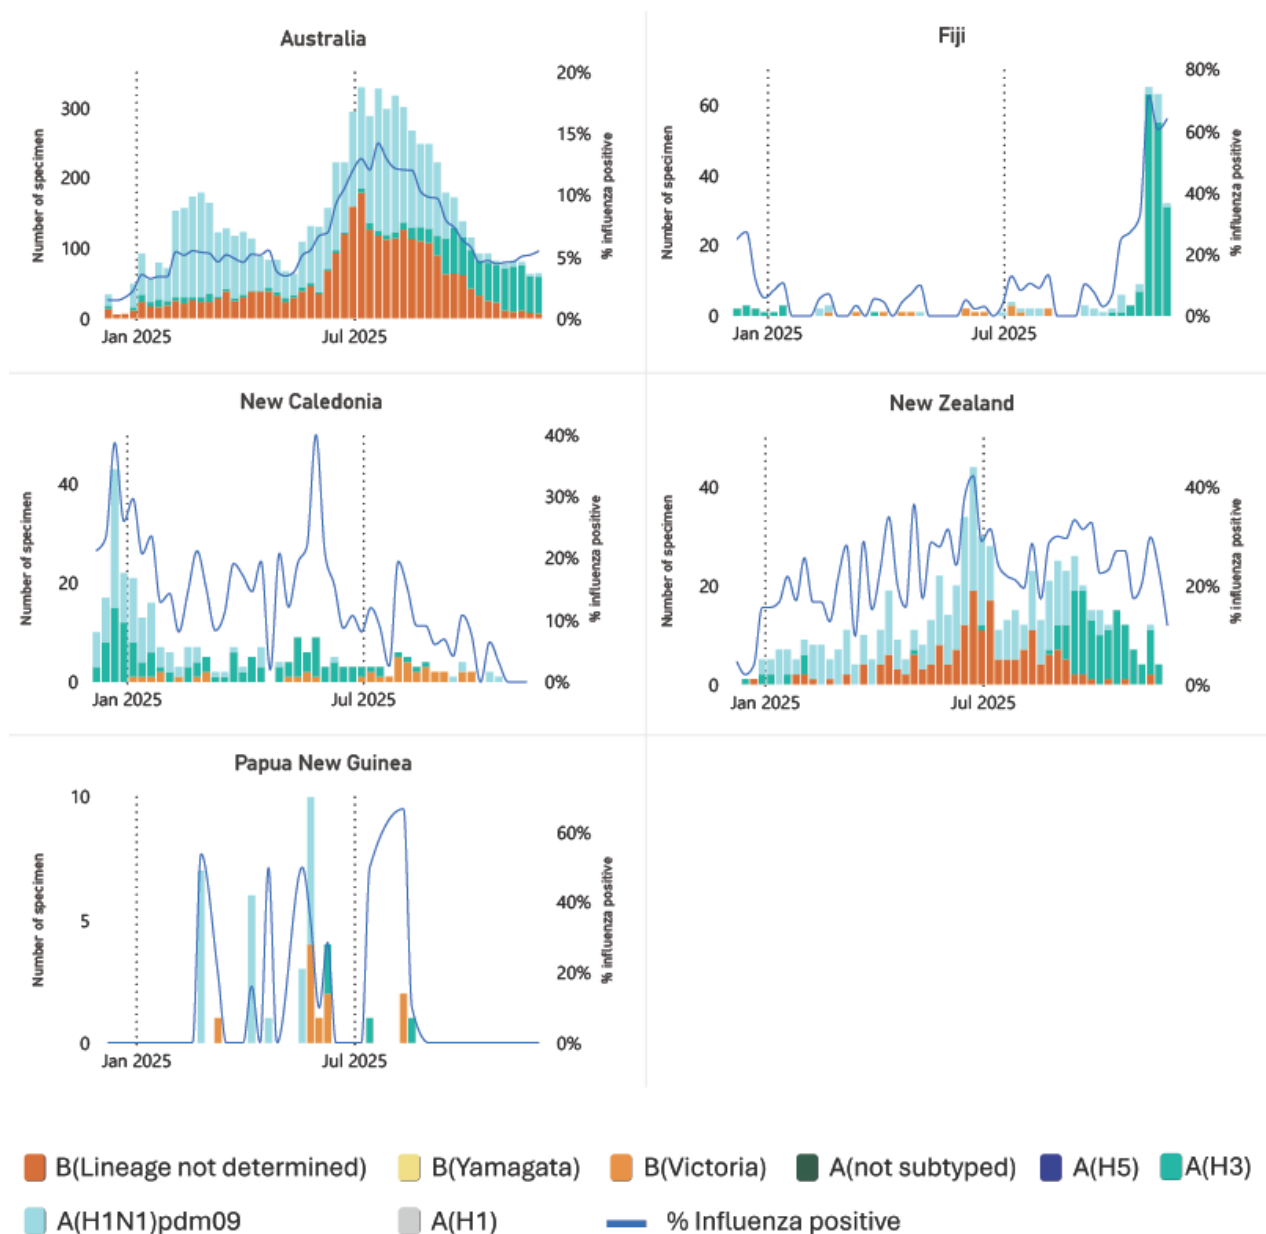 Australia
Number of specimen
300
200
100
0
20%
15%
10%
5%
0%
% influenza positive
Jan 2025
Jul 2025
Fiji
Number of specimen
60
40
20
0
80%
60%
40%
20%
0%
% influenza positive
Jan 2025
Jul 2025
New Caledonia
Number of specimen
40
20
0
40%
30%
20%
10%
0%
% influenza positive
Jan 2025
Jul 2025
New Zealand
Number of specimen
40
20
0
40%
20%
0%
% influenza positive
Jan 2025
Jul 2025
Papua New Guinea
Number of specimen
10
5
0
60%
40%
20%
0%
% influenza positive
Jan 2025
Jul 2025
B(Lineage not determined) B(Yamagata) B(Victoria) A(not subtyped) A(H5) A(H3)
A(H1N1)pdm09 A(H1) % Influenza positive